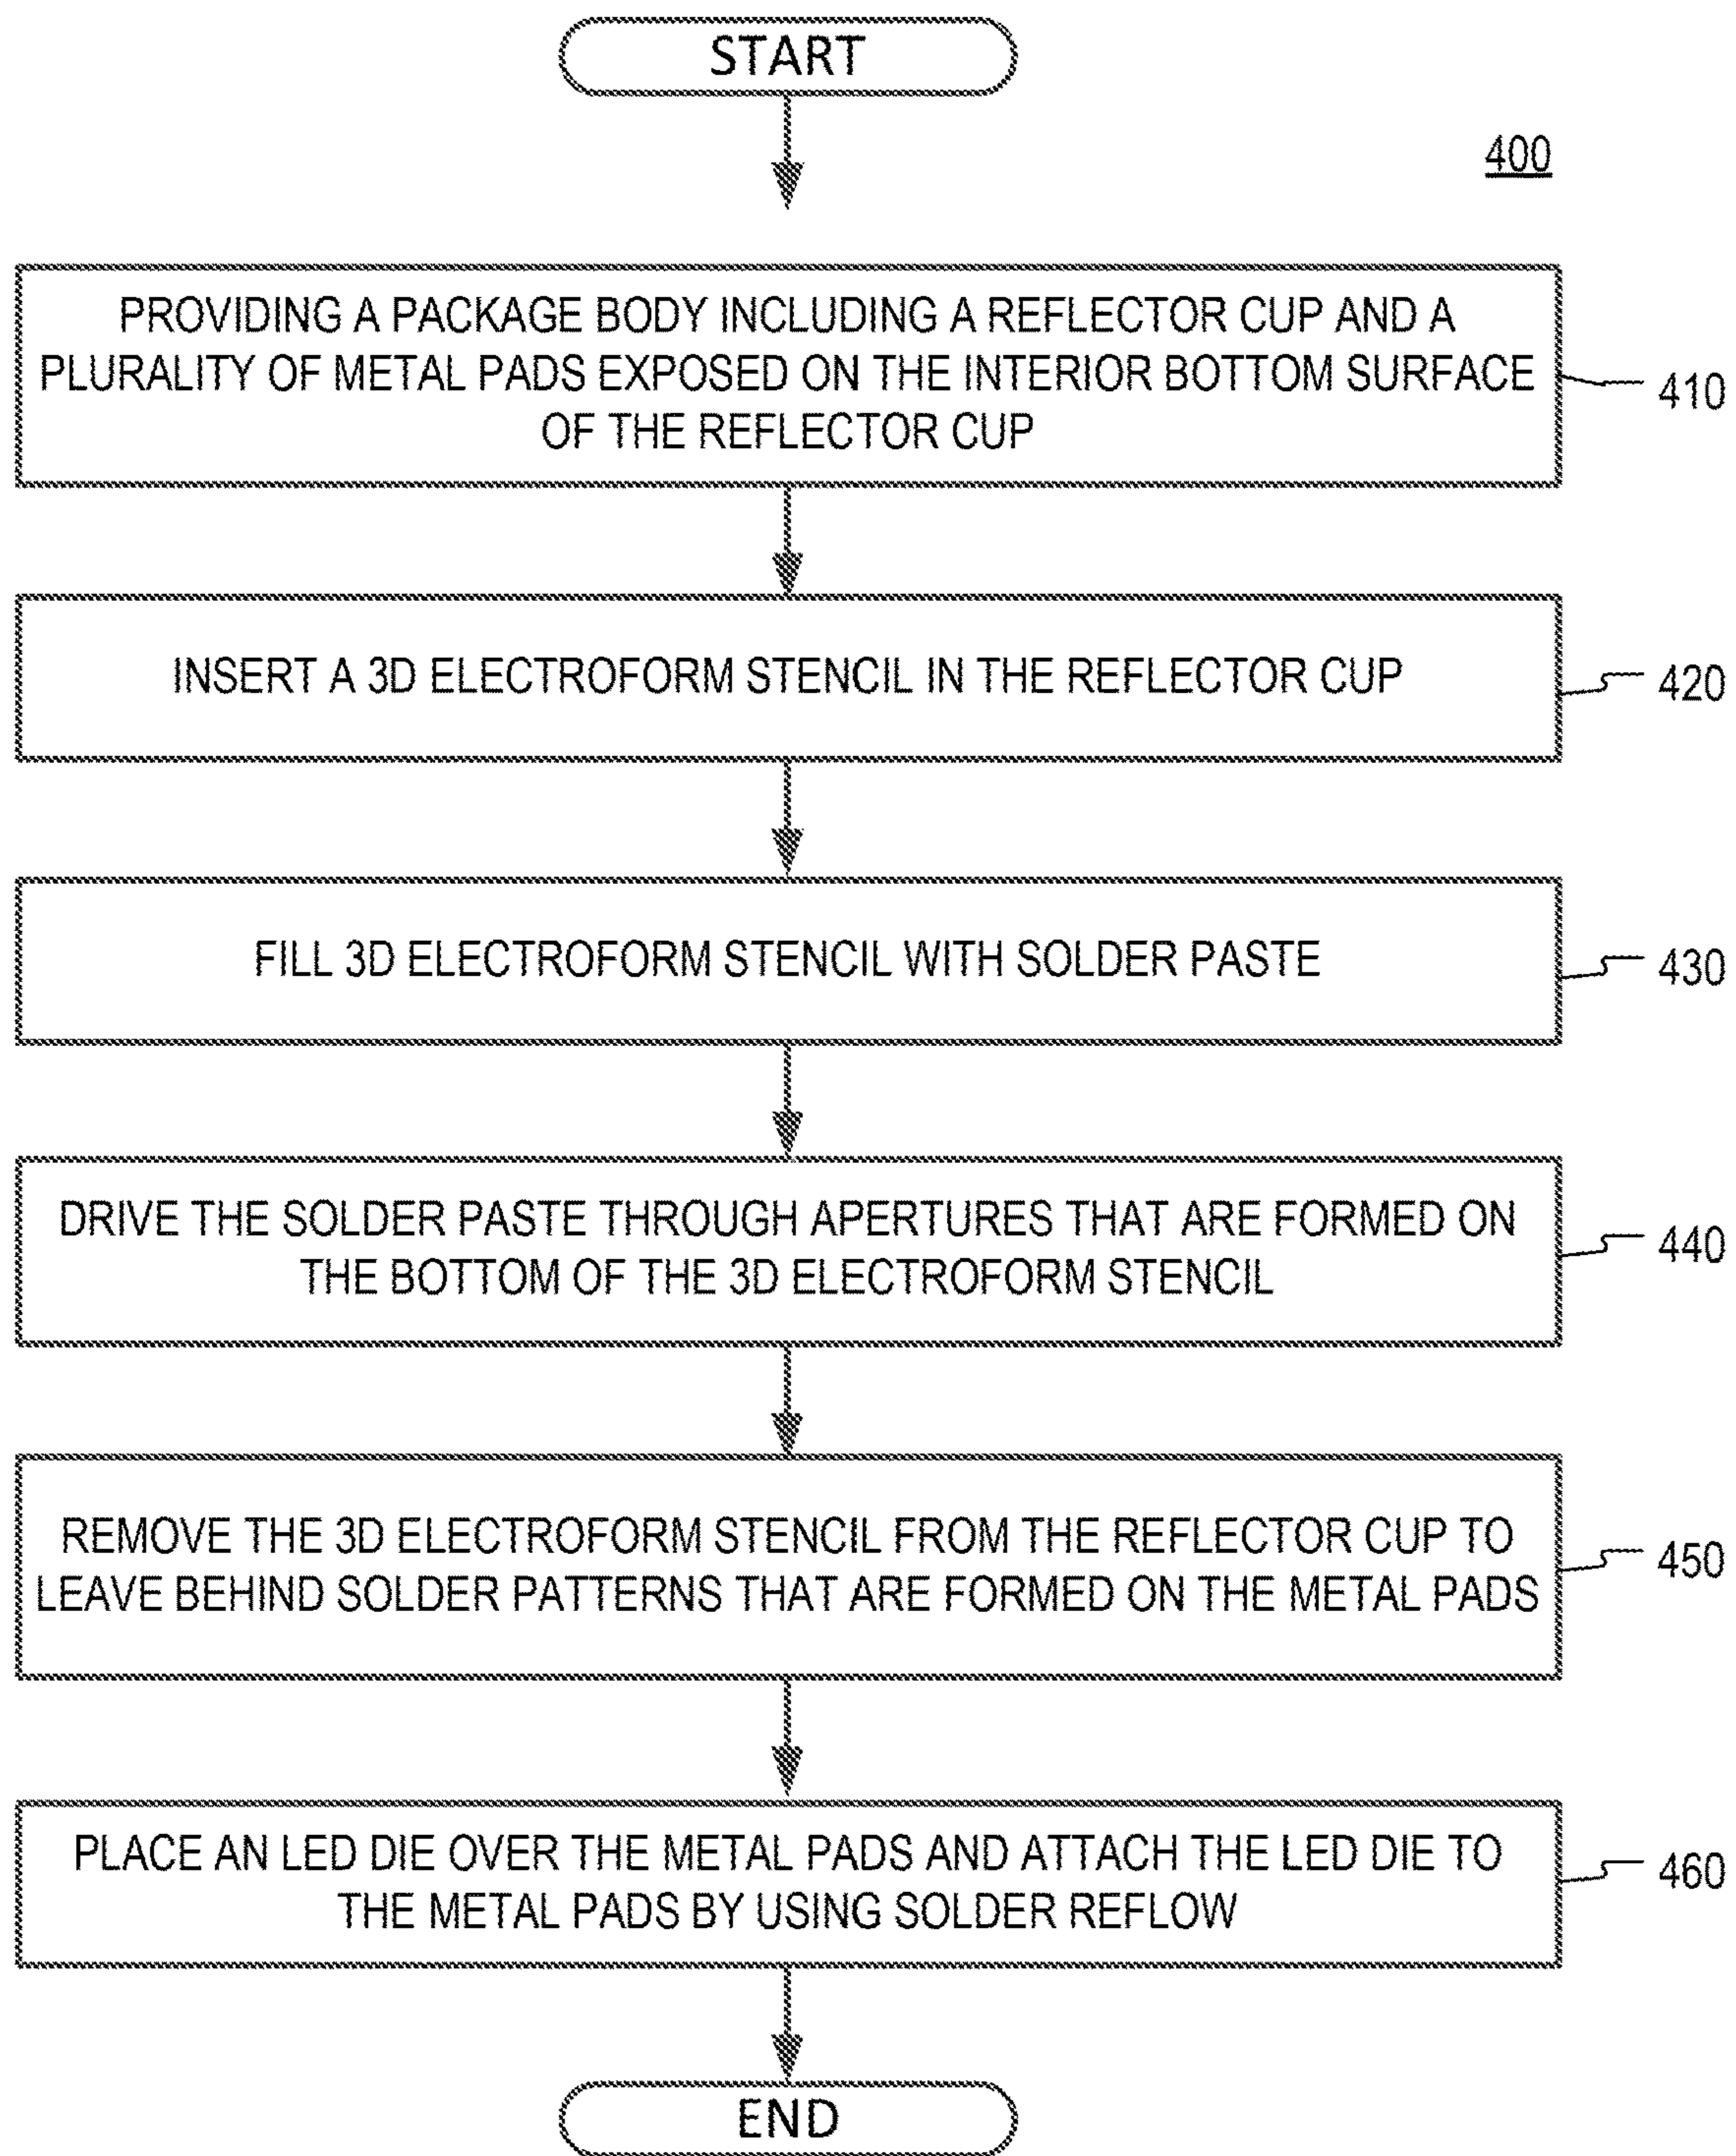 START
400
PROVIDING A PACKAGE BODY INCLUDING A REFLECTOR CUP AND A
PLURALITY OF METAL PADS EXPOSED ON THE INTERIOR BOTTOM SURFACE
OF THE REFLECTOR CUP
410
INSERT A 3D ELECTROFORM STENCIL IN THE REFLECTOR CUP
420
FILL 3D ELECTROFORM STENCIL WITH SOLDER PASTE
430
DRIVE THE SOLDER PASTE THROUGH APERTURES THAT ARE FORMED ON
THE BOTTOM OF THE 3D ELECTROFORM STENCIL
440
REMOVE THE 3D ELECTROFORM STENCIL FROM THE REFLECTOR CUP TO
LEAVE BEHIND SOLDER PATTERNS THAT ARE FORMED ON THE METAL PADS
450
PLACE AN LED DIE OVER THE METAL PADS AND ATTACH THE LED DIE TO
THE METAL PADS BY USING SOLDER REFLOW
460
END